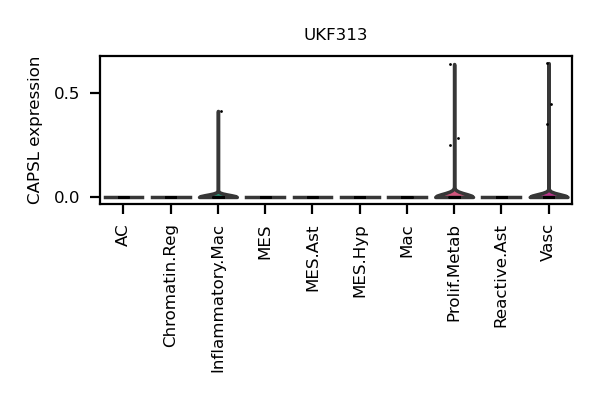 UKF313
CAPSL expression
0.5
0.0
AC
Chromatin.Reg
Inflammatory.Mac
MES
MES.Ast
MES.Hyp
Mac
Prolif.Metab
Reactive.Ast
Vasc